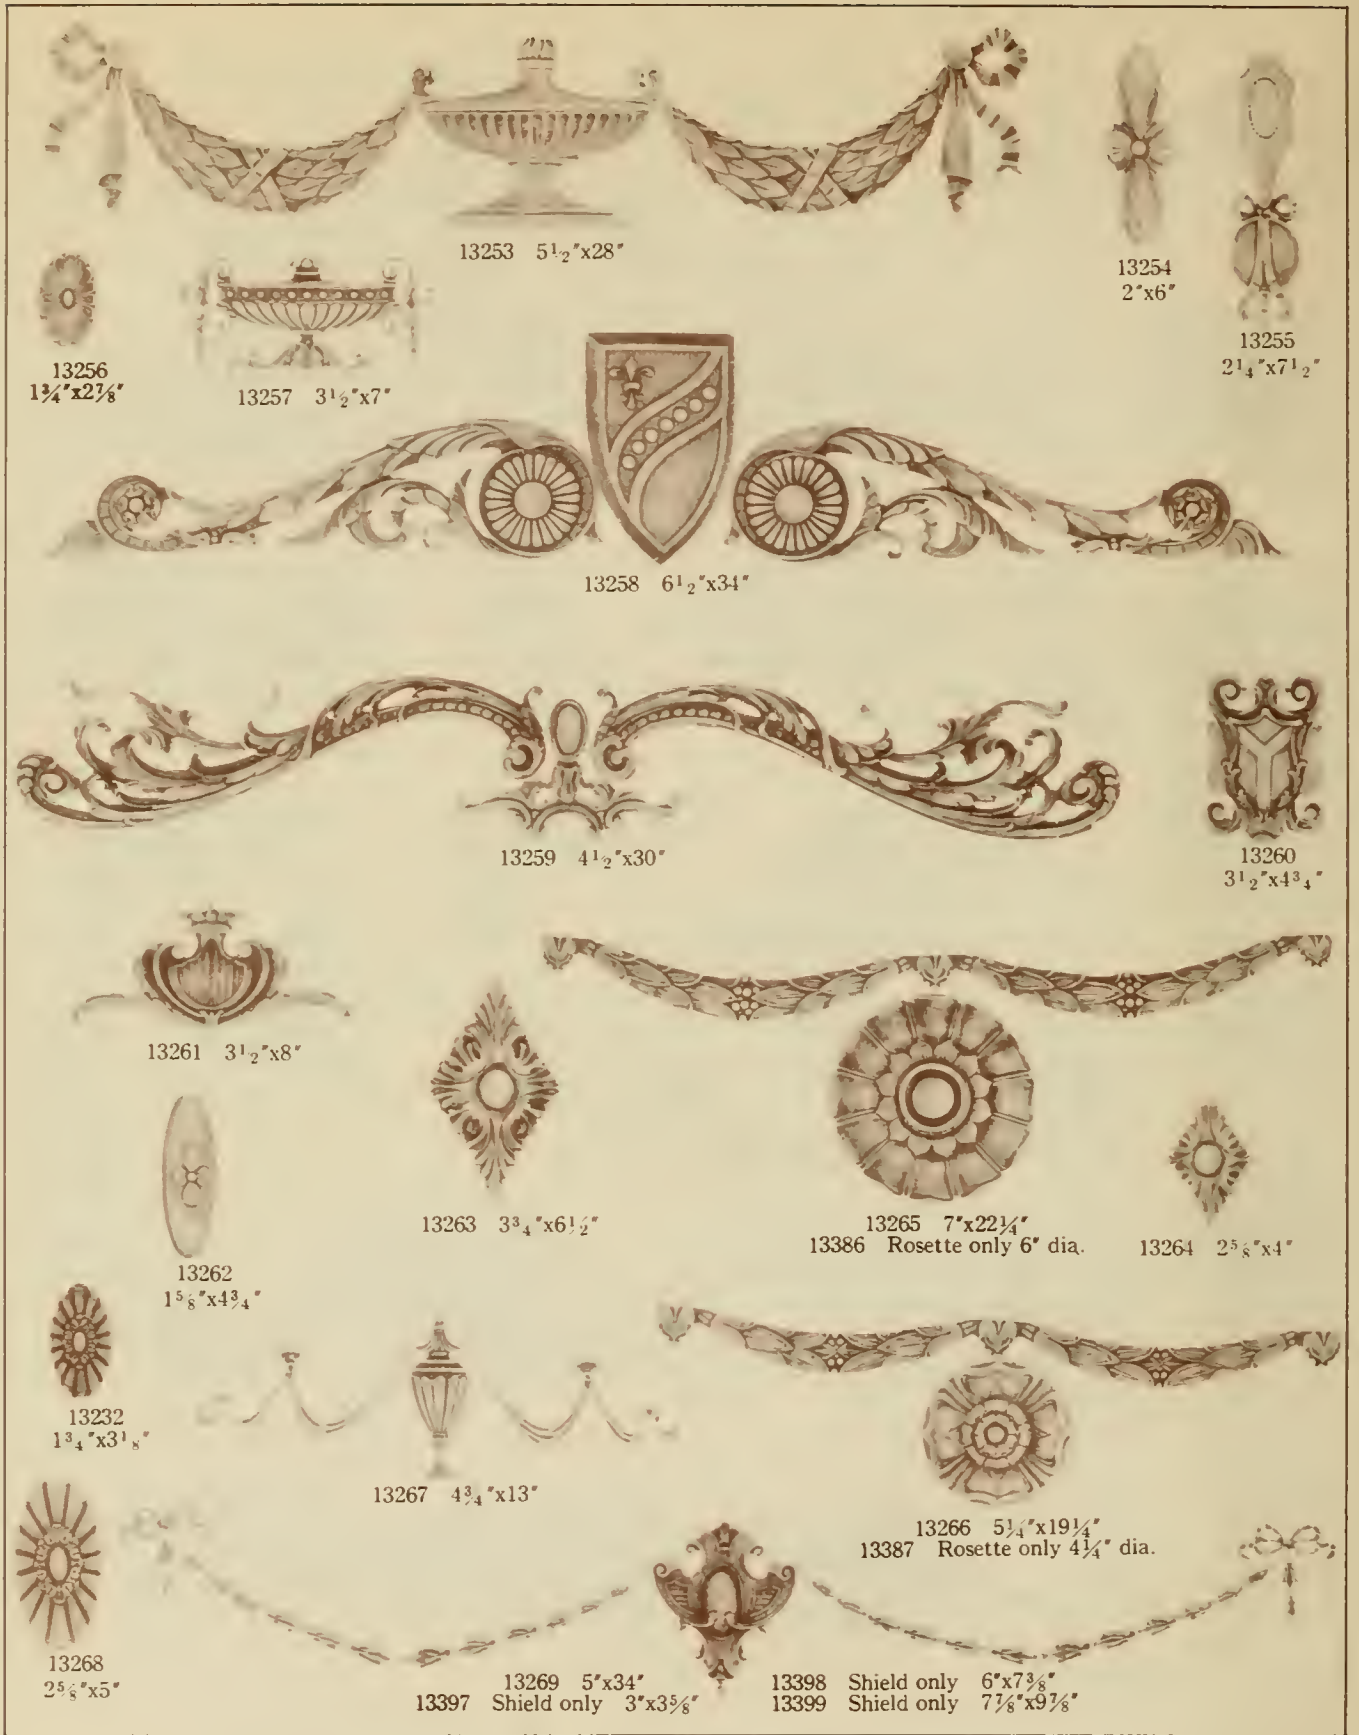 13253 5½"x28"
13254
2"x6"
13255
2¼"x7½"
13256
1¾"x2⅞"
13257 3½"x7"
13258 6½"x34"
13259 4½"x30"
13260
3½"x4¾"
13261 3½"x8"
13262
1⅝"x4¾"
13263 3¾"x6½"
13265 7"x22¼"
13386 Rosette only 6" dia.
13264 2⅝"x4"
13232
1¾"x3⅛"
13267 4¾"x13"
13266 5¼"x19¼"
13387 Rosette only 4¼" dia.
13268
2⅝"x5"
13269 5"x34"
13397 Shield only 3"x3⅝"
13398 Shield only 6"x7⅜"
13399 Shield only 7⅞"x9⅞"